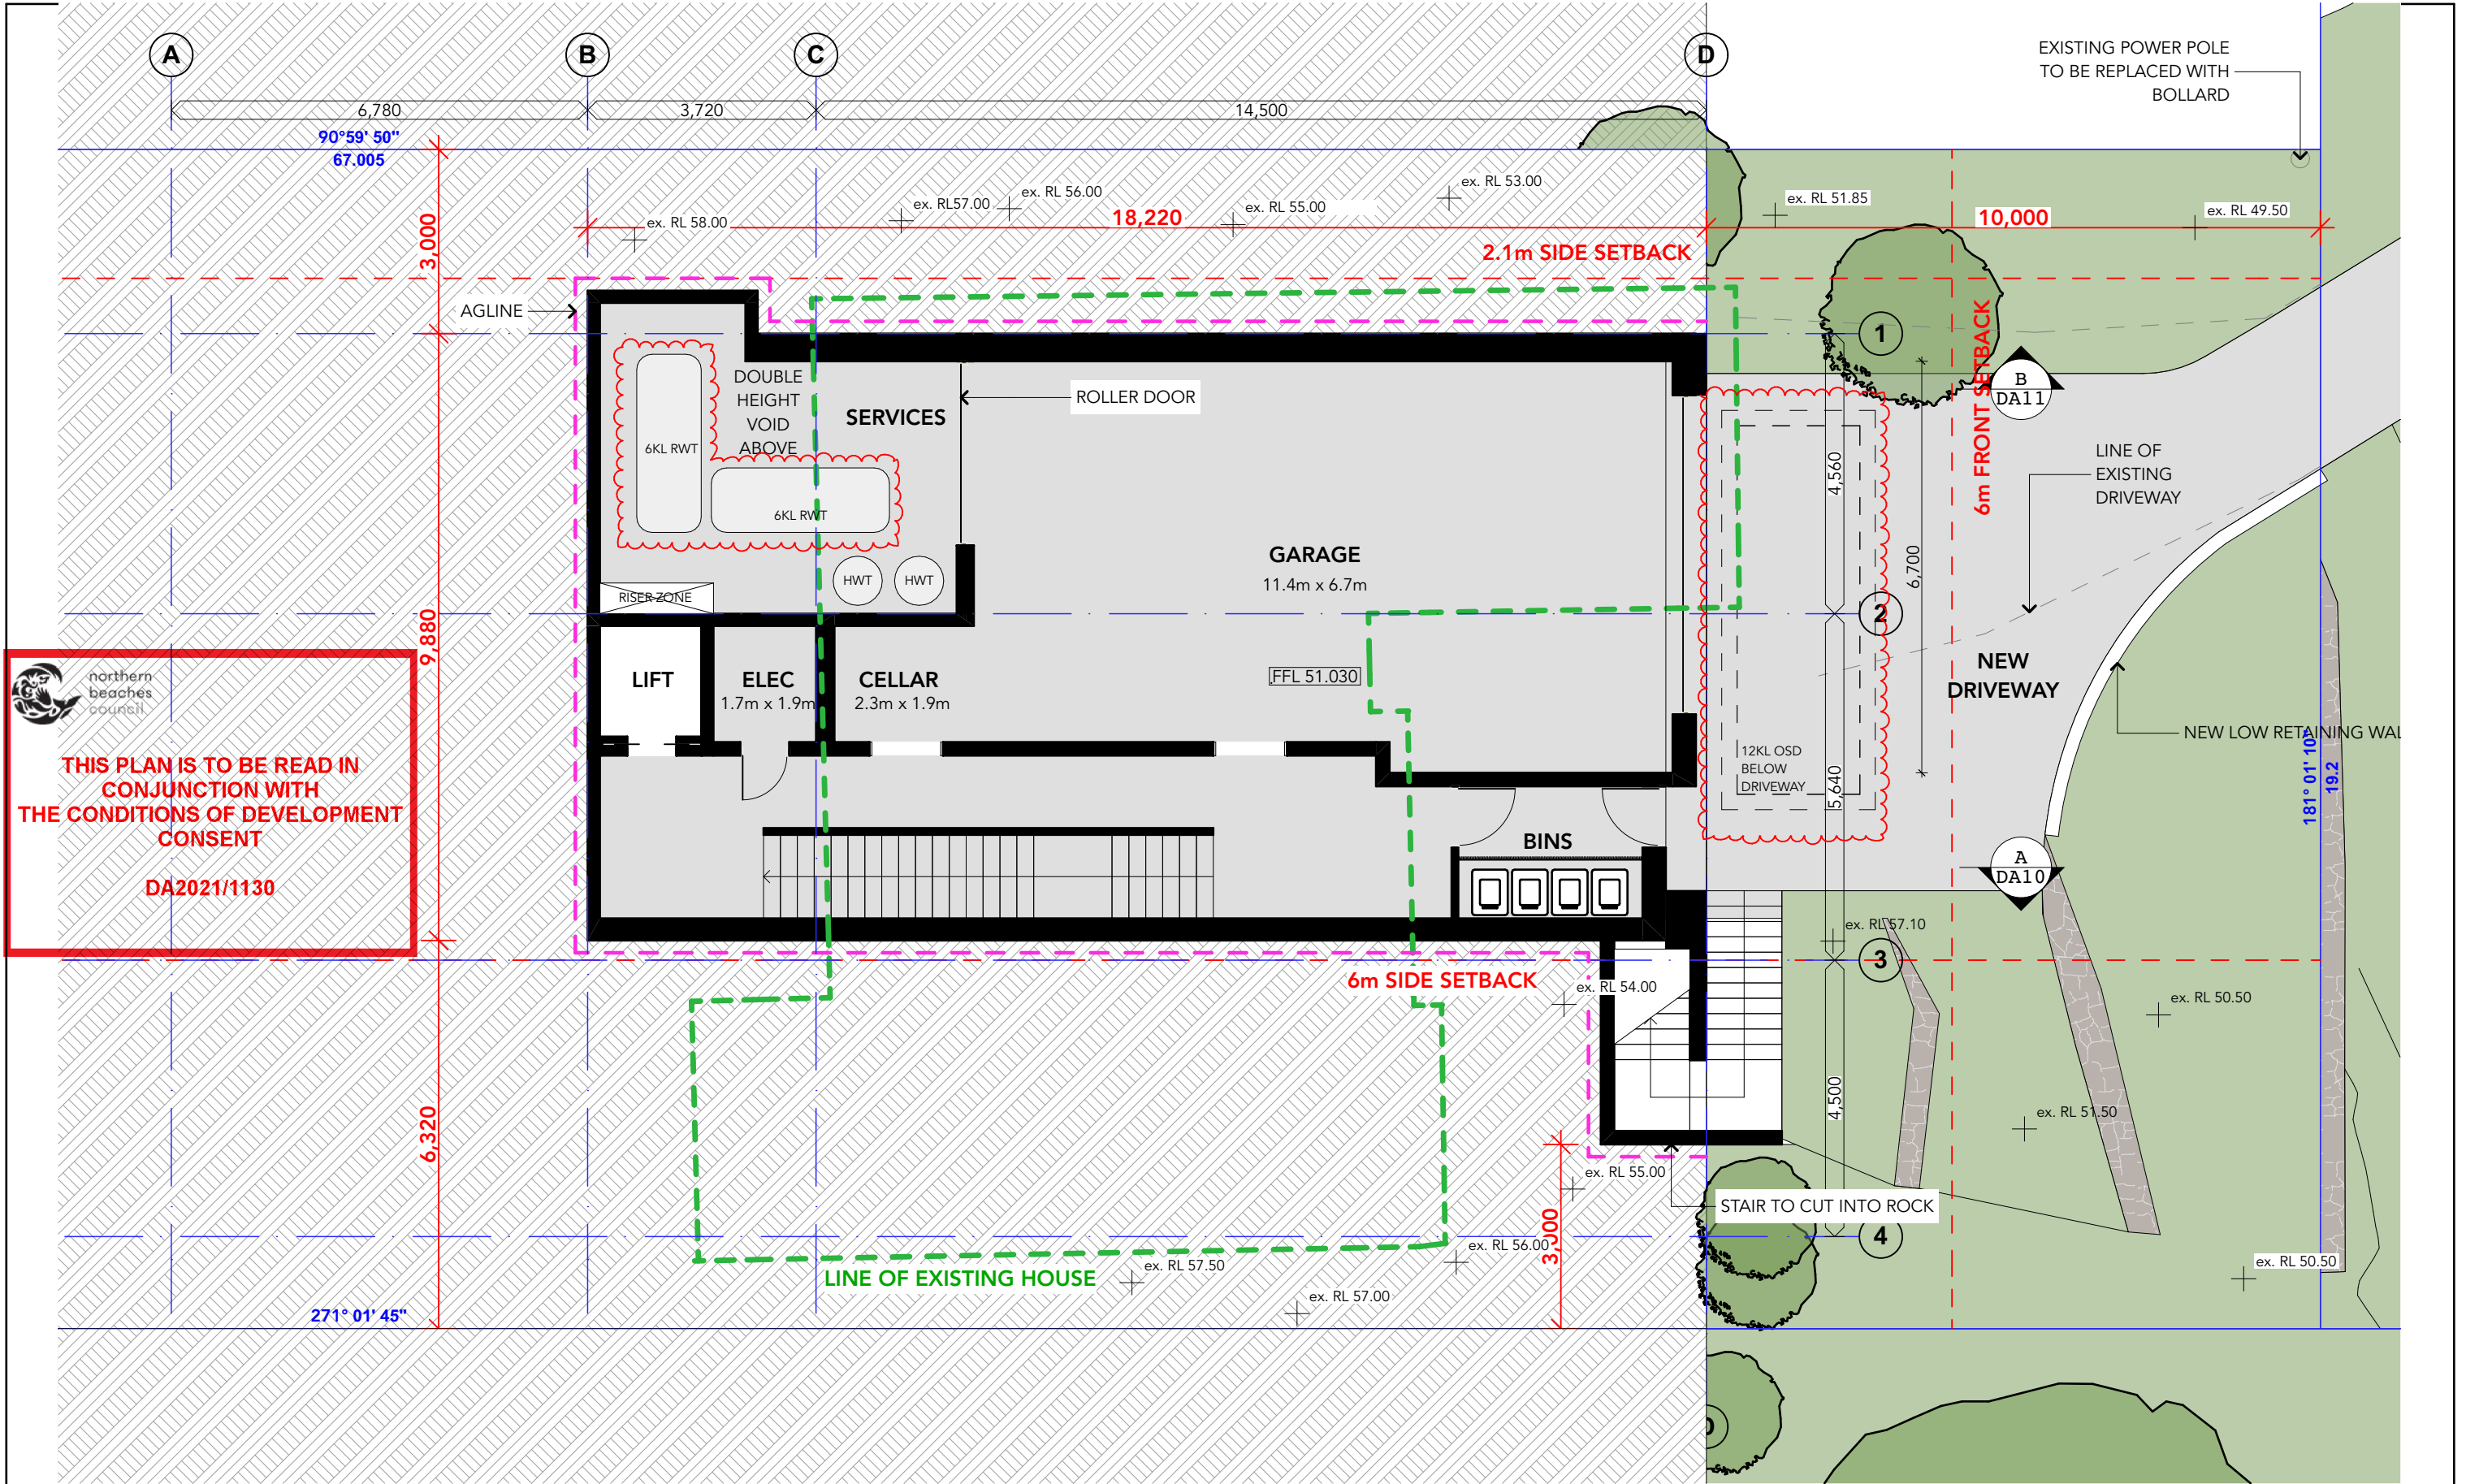 A
B
C
D
EXISTING POWER POLE
TO BE REPLACED WITH
BOLLARD
6,780
3,720
14,500
90°59' 50"
67.005
3,000
ex. RL 58.00
ex. RL57.00
ex. RL 56.00
18,220
ex. RL 55.00
ex. RL 53.00
ex. RL 51.85
10,000
ex. RL 49.50
2.1m SIDE SETBACK
AGLINE
1
6m FRONT SETBACK
DOUBLE
HEIGHT
VOID
ABOVE
SERVICES
ROLLER DOOR
B
DA11
6KL RWT
6KL RWT
4,560
LINE OF
EXISTING
DRIVEWAY
GARAGE
11.4m x 6.7m
6,700
HWT
HWT
RISER ZONE
2
9,880
LIFT
ELEC
1.7m x 1.9m
CELLAR
2.3m x 1.9m
FFL 51.030
NEW
DRIVEWAY
northern
beaches
council
THIS PLAN IS TO BE READ IN
CONJUNCTION WITH
THE CONDITIONS OF DEVELOPMENT
CONSENT
DA2021/1130
NEW LOW RETAINING WAL
12KL OSD
BELOW
DRIVEWAY
5,640
181° 01' 10"
19.2
BINS
A
DA10
ex. RL 57.10
3
6m SIDE SETBACK
ex. RL 54.00
ex. RL 50.50
6,320
4,500
ex. RL 51.50
ex. RL 55.00
STAIR TO CUT INTO ROCK
3,000
4
ex. RL 56.00
ex. RL 57.50
LINE OF EXISTING HOUSE
ex. RL 50.50
ex. RL 57.00
271° 01' 45"